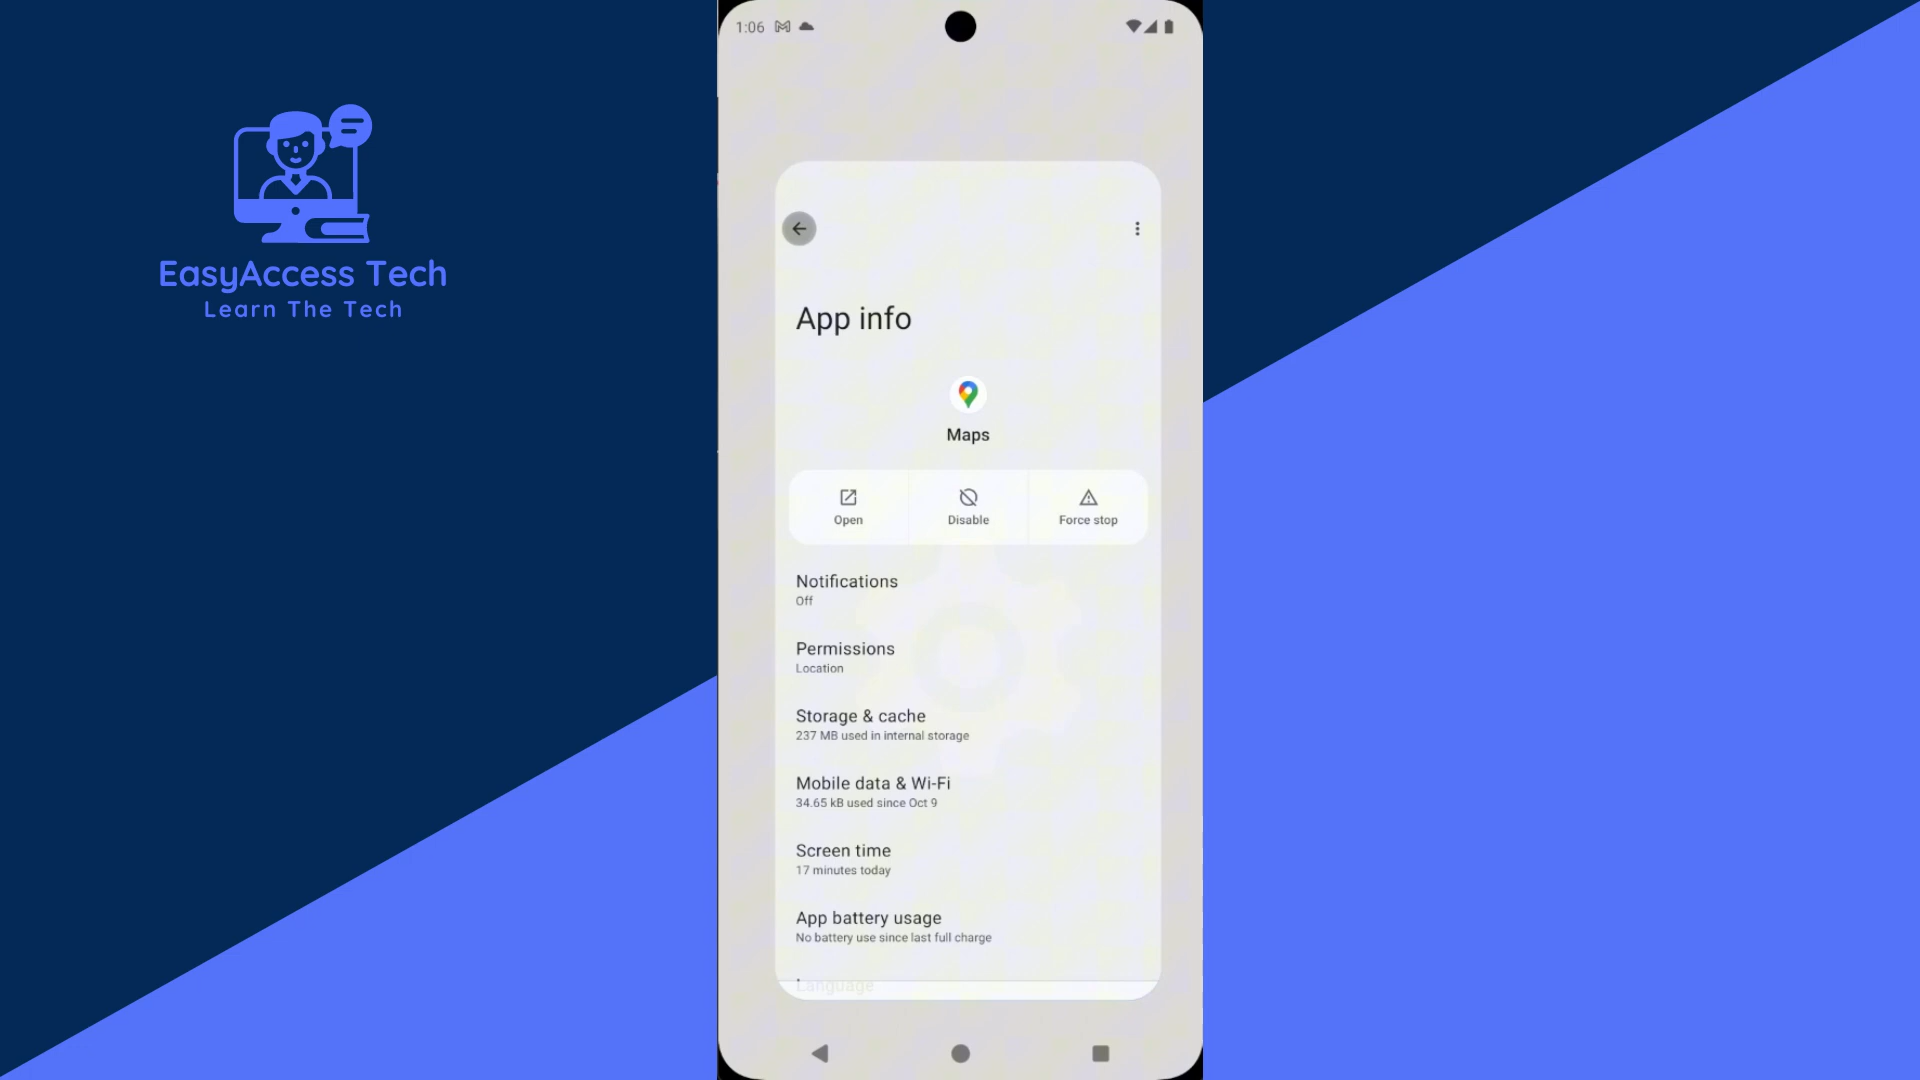 1:06
EasyAccess Tech
Learn The Tech
App info
Maps
Open
Disable
Force stop
Notifications
Off
Permissions
Location
Storage & cache
237 MB used in internal storage
Mobile data & Wi-Fi
34.65 kB used since Oct 9
Screen time
17 minutes today
App battery usage
No battery use since last full charge
Language